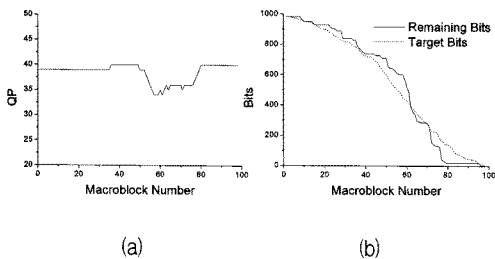 50
45
40
35
30
25
20
QP
0 20 40 60 80 100
Macroblock Number
(a)
1000
800
600
400
200
0
Bits
Remaining Bits
Target Bits
0 20 40 60 80 100
Macroblock Number
(b)